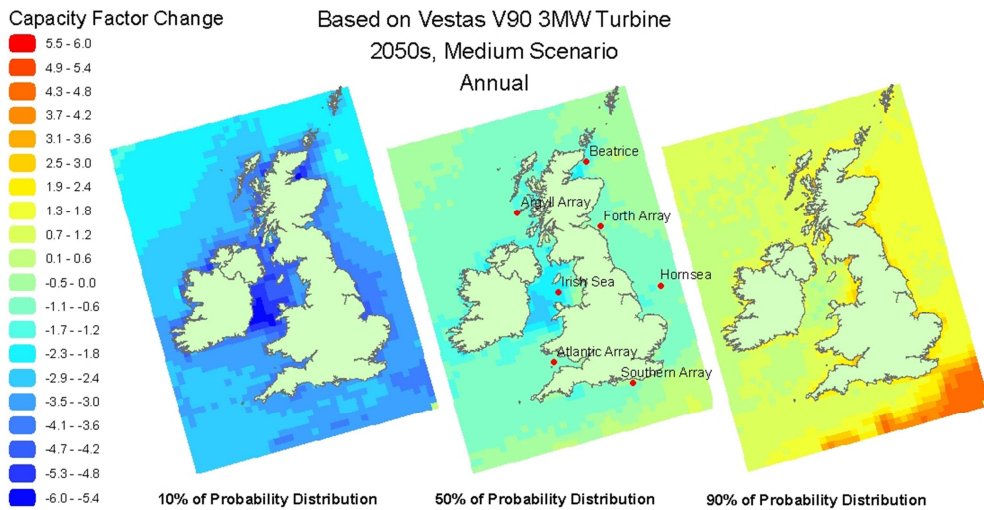 Capacity Factor Change
Based on Vestas V90 3MW Turbine
2050s, Medium Scenario
Annual
5.5 - 6.0
4.9 - 5.4
4.3 - 4.8
3.7 - 4.2
3.1 - 3.6
2.5 - 3.0
1.9 - 2.4
1.3 - 1.8
0.7 - 1.2
0.1 - 0.6
-0.5 - 0.0
-1.1 - -0.6
-1.7 - -1.2
-2.3 - -1.8
-2.9 - -2.4
-3.5 - -3.0
-4.1 - -3.6
-4.7 - -4.2
-5.3 - -4.8
-6.0 - -5.4
Beatrice
Argyll Array
Forth Array
Hornsea
Irish Sea
Atlantic Array
Southern Array
10% of Probability Distribution
50% of Probability Distribution
90% of Probability Distribution